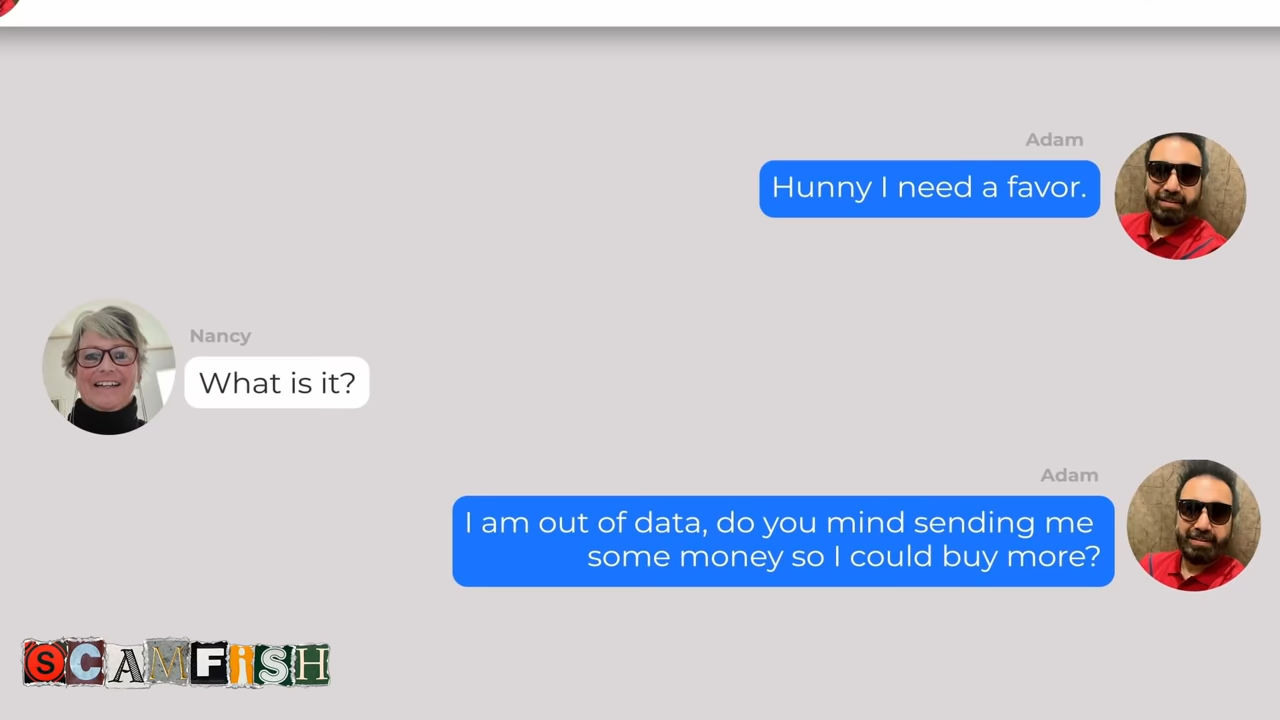 Adam
Hunny I need a favor.
Nancy
What is it?
Adam
I am out of data, do you mind sending me
some money so I could buy more?
SCAMFiSH